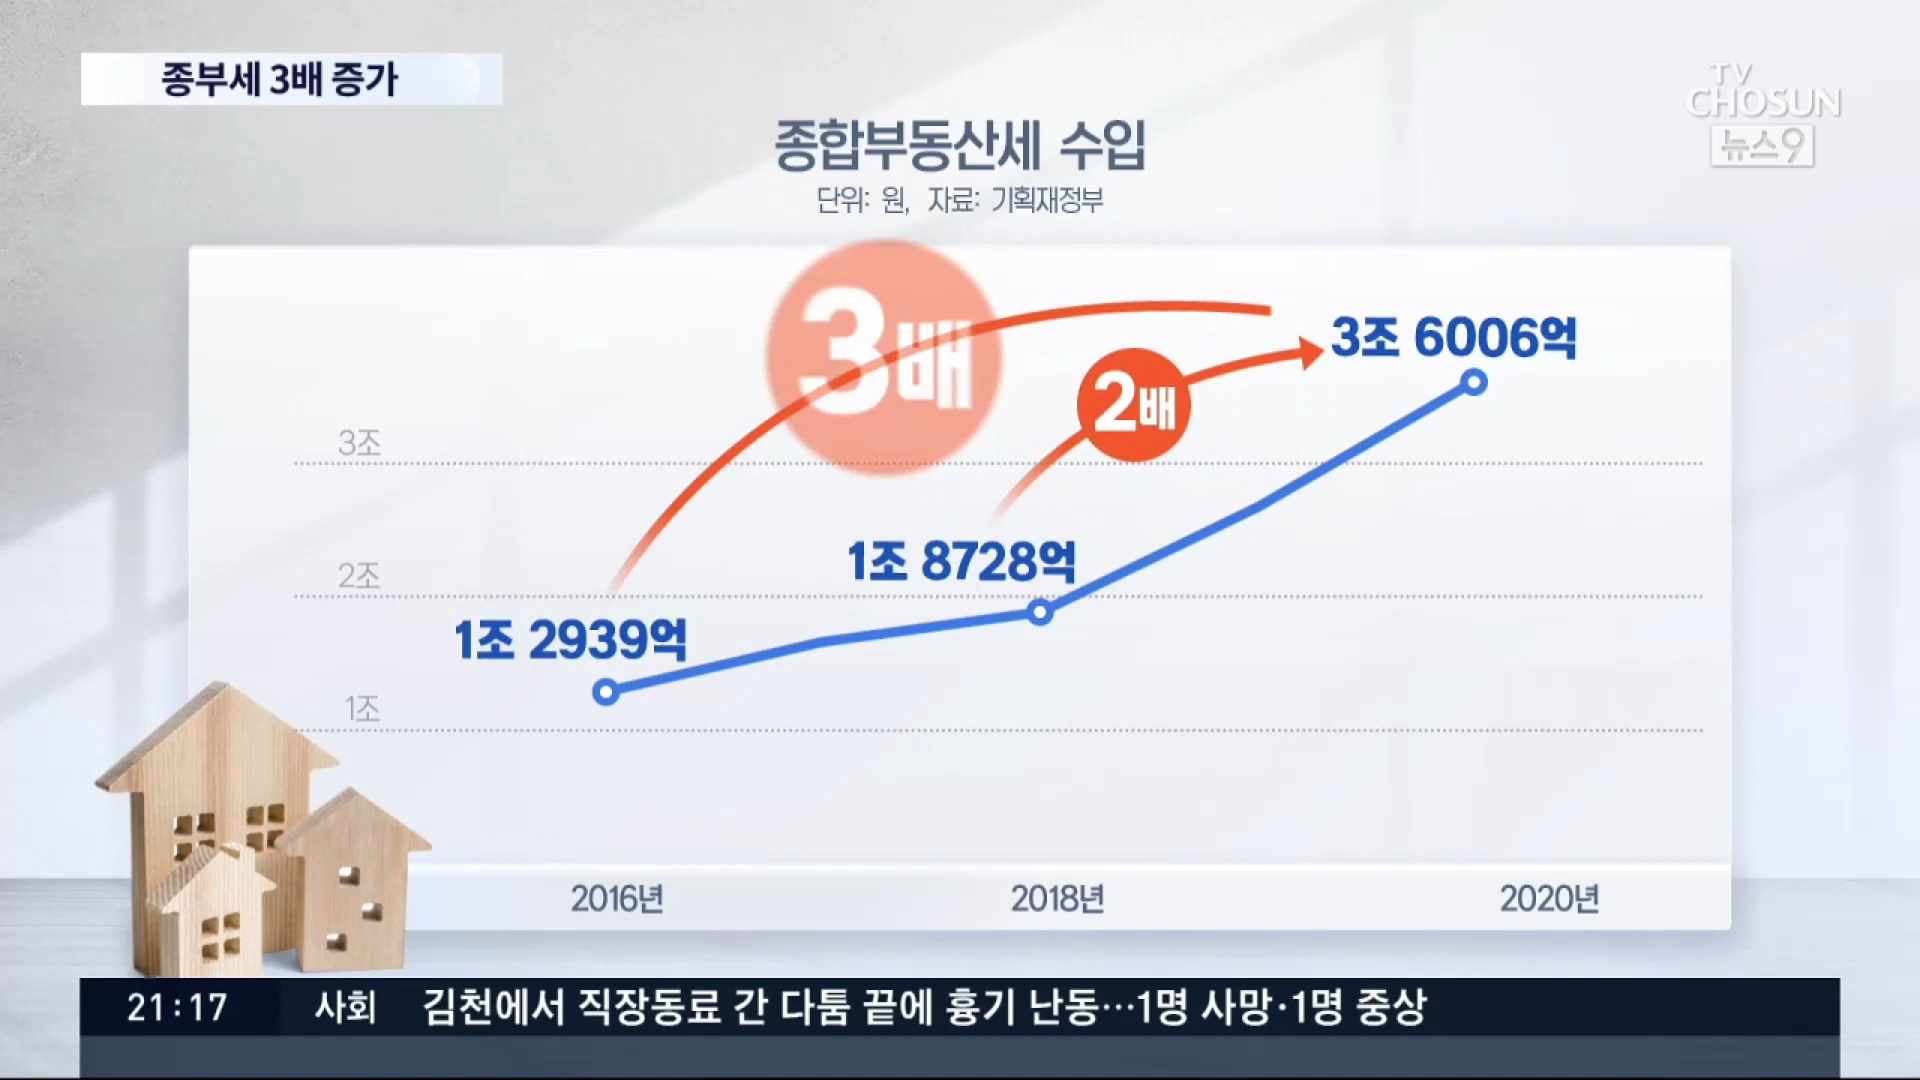 종부세 3배 증가
TV
CHOSUN
뉴스9
종합부동산세 수입
단위: 원, 자료: 기획재정부
3배
2배
3조 6006억
3조
1조 8728억
2조
1조 2939억
1조
2016년 2018년 2020년
21:17 사회 김천에서 직장동료 간 다툼 끝에 흉기 난동…1명 사망·1명 중상